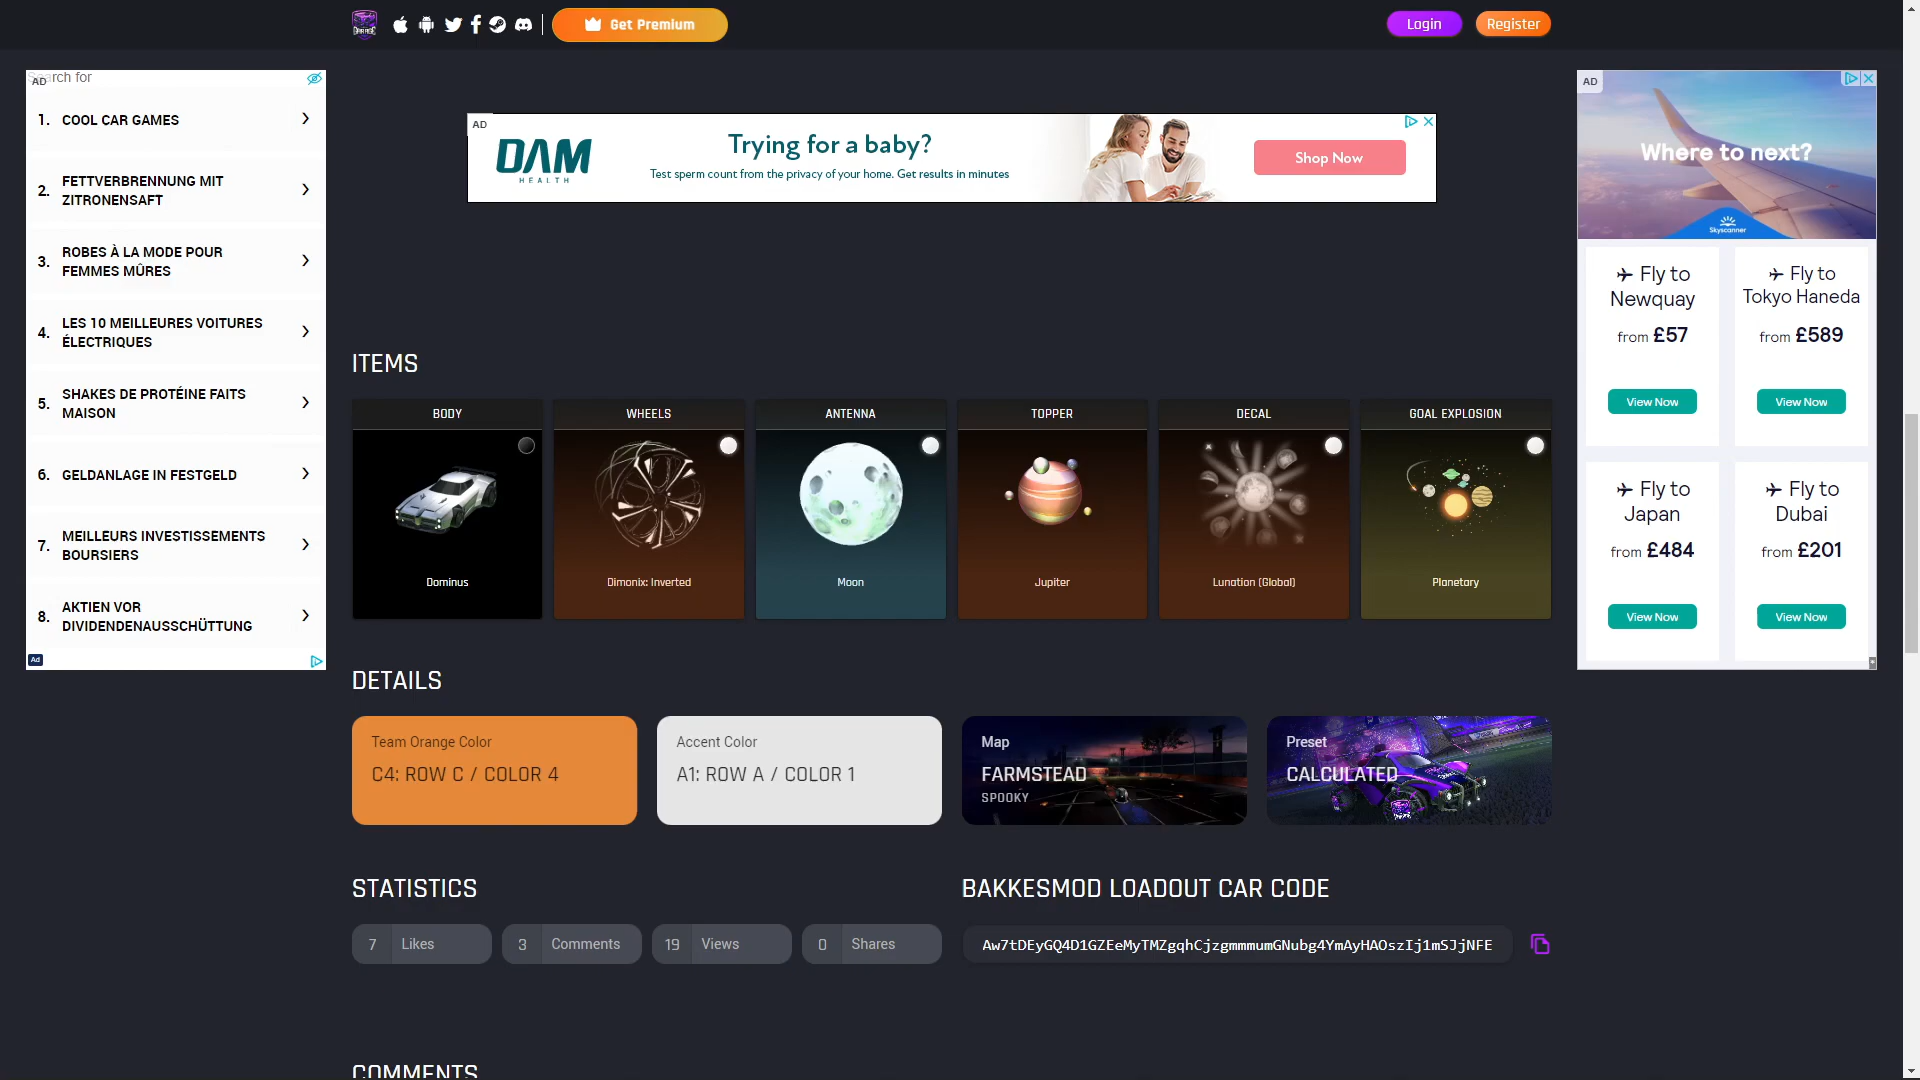 Get Premium
Login
Register
AD
Search for
1. COOL CAR GAMES
2. FETTVERBRENNUNG MIT
ZITRONENSAFT
3. ROBES À LA MODE POUR
FEMMES MÛRES
4. LES 10 MEILLEURES VOITURES
ÉLECTRIQUES
5. SHAKES DE PROTÉINE FAITS
MAISON
6. GELDANLAGE IN FESTGELD
7. MEILLEURS INVESTISSEMENTS
BOURSIERS
8. AKTIEN VOR
DIVIDENDENAUSSCHÜTTUNG
Ad
AD
DAM
HEALTH
Trying for a baby?
Test sperm count from the privacy of your home. Get results in minutes
Shop Now
AD
Where to next?
Skyscanner
Fly to
Newquay
from £57
View Now
Fly to
Tokyo Haneda
from £589
View Now
Fly to
Japan
from £484
View Now
Fly to
Dubai
from £201
View Now
ITEMS
BODY
Dominus
WHEELS
Dimonix: Inverted
ANTENNA
Moon
TOPPER
Jupiter
DECAL
Lunation (Global)
GOAL EXPLOSION
Planetary
DETAILS
Team Orange Color
C4: ROW C / COLOR 4
Accent Color
A1: ROW A / COLOR 1
Map
FARMSTEAD
SPOOKY
Preset
CALCULATED
STATISTICS
7 Likes
3 Comments
19 Views
0 Shares
BAKKESMOD LOADOUT CAR CODE
Aw7tDEyGQ4D1GZEeMyTMZgqhCjzgmmmumGNubg4YmAyHAOszIj1mSJjNFE
COMMENTS